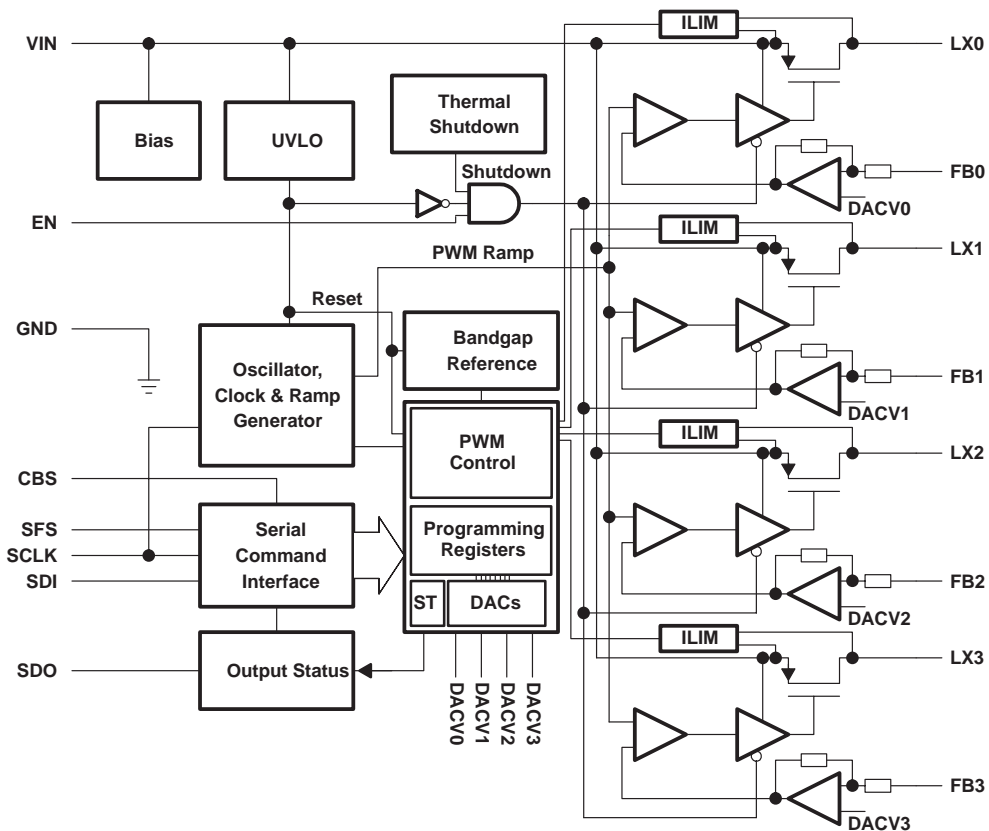 ILIM
VIN
LX0
Thermal
Shutdown
Bias
UVLO
Shutdown
FB0
DACV0
EN
ILIM
LX1
PWM Ramp
Reset
GND
Bandgap
Reference
Oscillator,
Clock & Ramp
Generator
FB1
DACV1
ILIM
PWM
Control
LX2
CBS
SFS
SCLK
SDI
Serial
Command
Interface
Programming
Registers
ST
DACs
FB2
DACV2
ILIM
SDO
Output Status
LX3
DACV0
DACV1
DACV2
DACV3
FB3
DACV3